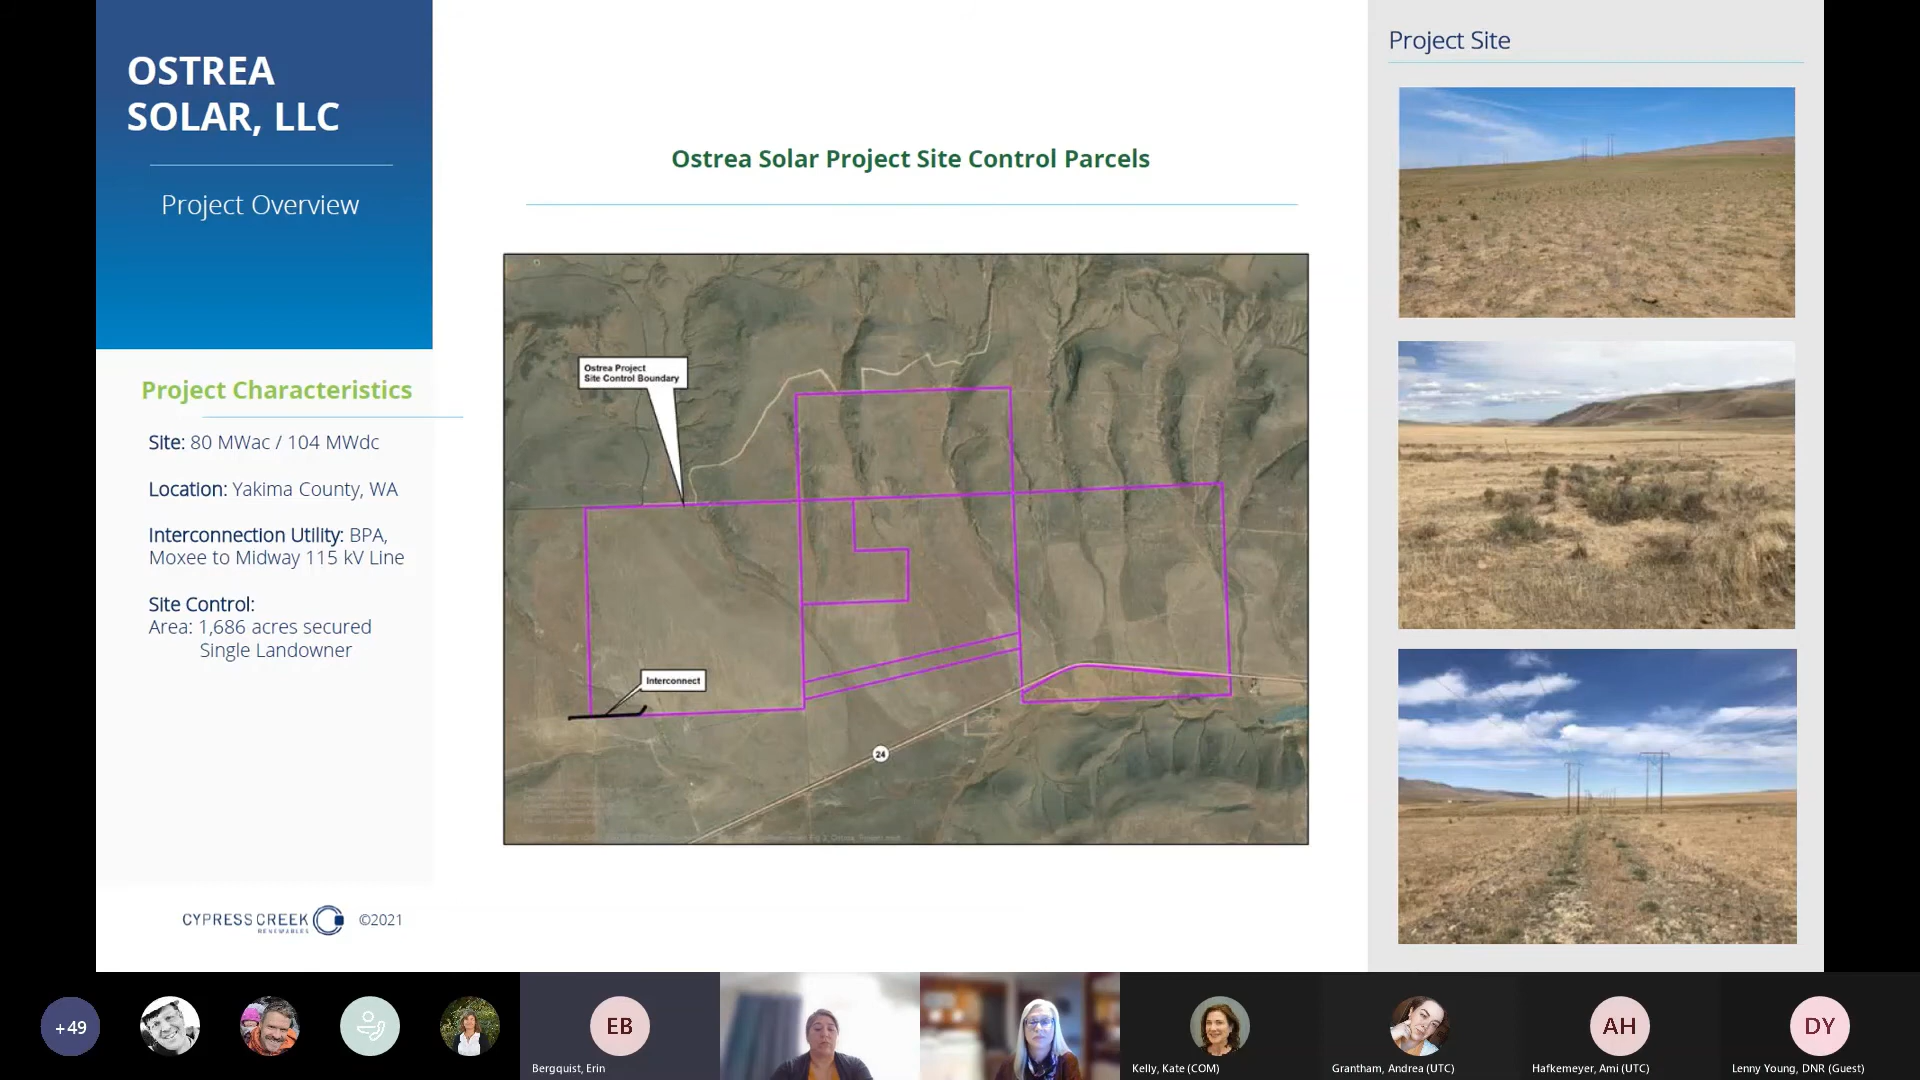 OSTREA
SOLAR, LLC
Project Overview
Project Characteristics
Site: 80 MWac / 104 MWdc
Location: Yakima County, WA
Interconnection Utility: BPA,
Moxee to Midway 115 kV Line
Site Control:
Area: 1,686 acres secured
Single Landowner
CYPRESS CREEK
RENEWABLES
©2021
Ostrea Solar Project Site Control Parcels
Ostrea Project
Site Control Boundary
Interconnect
24
Project Site
+49
EB
Bergquist, Erin
Kelly, Kate (COM)
Grantham, Andrea (UTC)
AH
Hafkemeyer, Ami (UTC)
DY
Lenny Young, DNR (Guest)